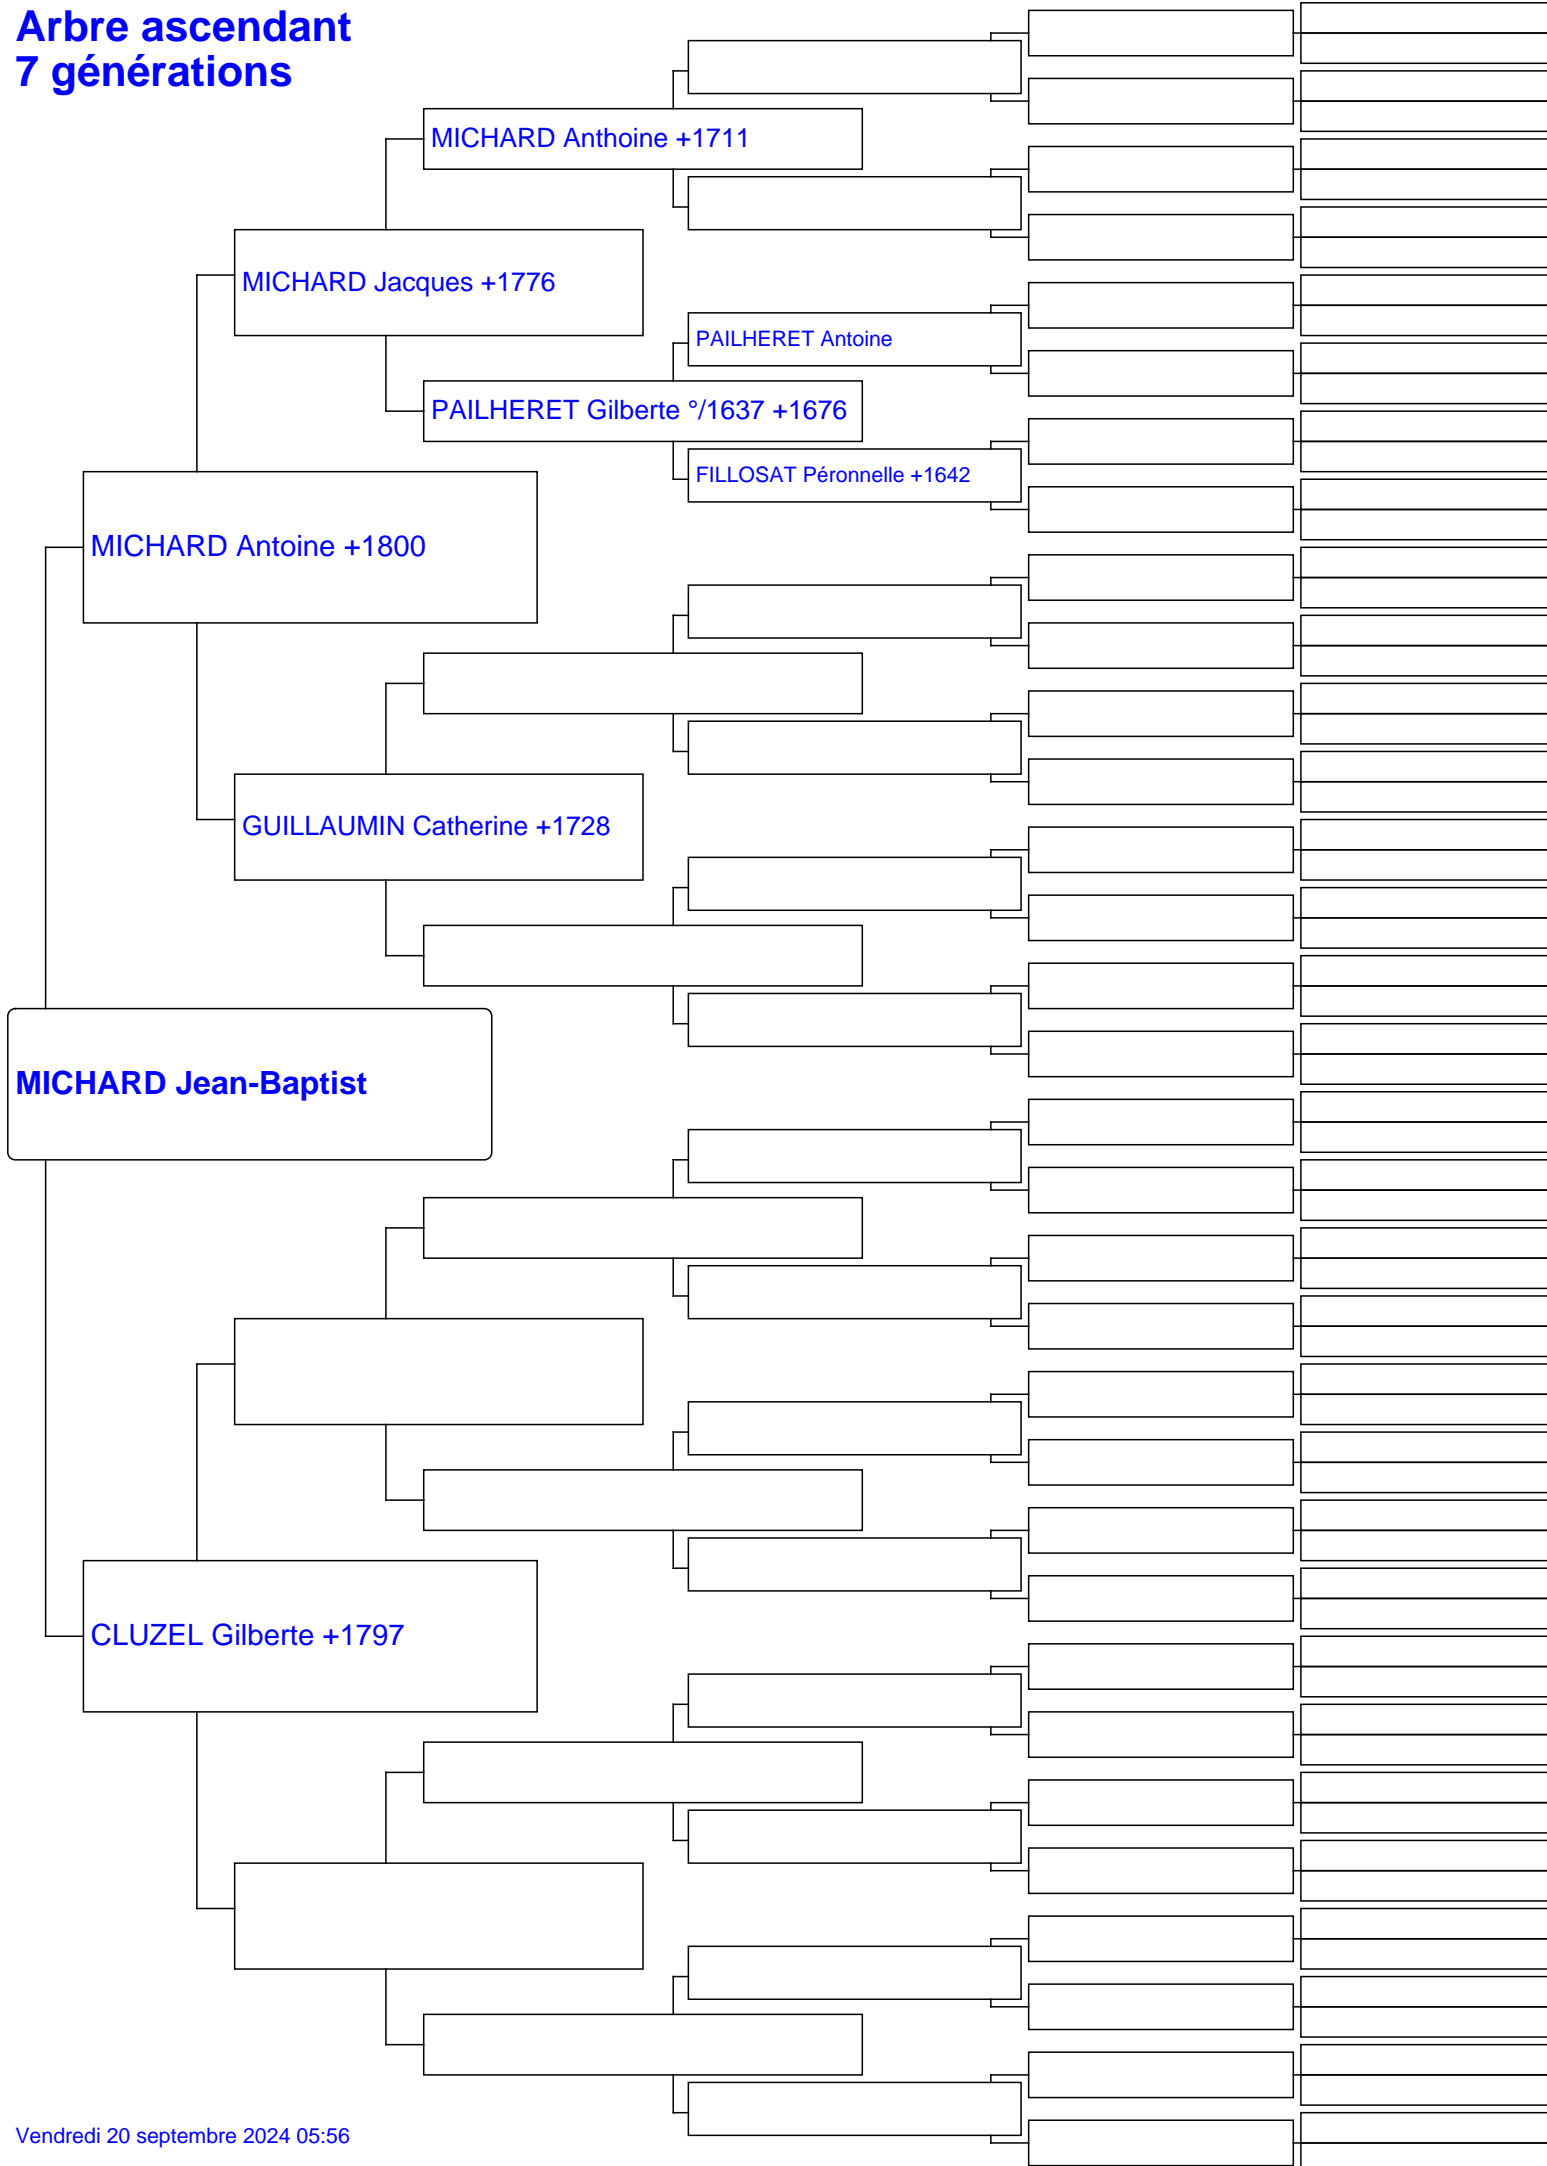 Arbre ascendant
7 générations
MICHARD Anthoine +1711
MICHARD Jacques +1776
PAILHERET Antoine
PAILHERET Gilberte °/1637 +1676
FILLOSAT Péronnelle +1642
MICHARD Antoine +1800
GUILLAUMIN Catherine +1728
MICHARD Jean-Baptist
CLUZEL Gilberte +1797
Vendredi 20 septembre 2024 05:56